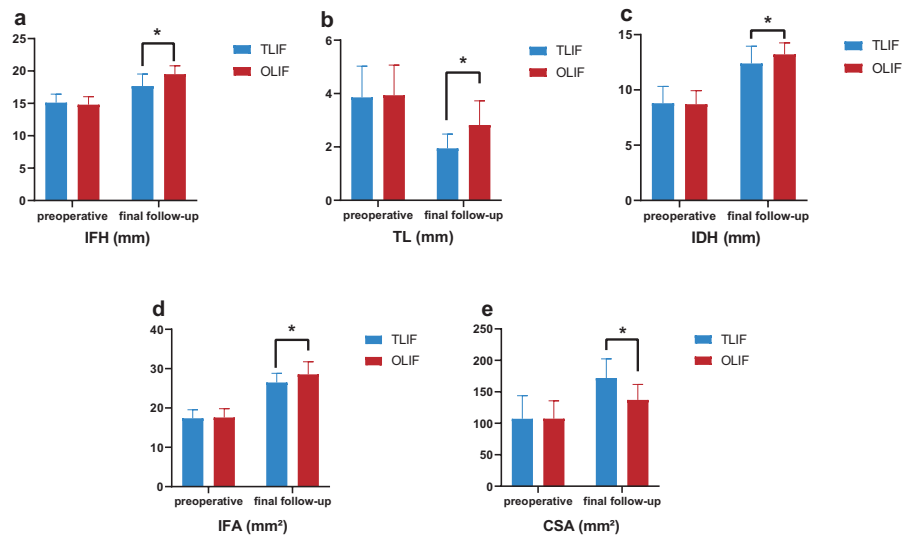 a
25
20
15
10
5
0
*
preoperative final follow-up
IFH (mm)
TLIF
OLIF
b
6
4
2
0
*
preoperative final follow-up
TL (mm)
TLIF
OLIF
c
15
10
5
0
*
preoperative final follow-up
IDH (mm)
TLIF
OLIF
d
40
30
20
10
0
*
preoperative final follow-up
IFA (mm²)
TLIF
OLIF
e
250
200
150
100
50
0
*
preoperative final follow-up
CSA (mm²)
TLIF
OLIF